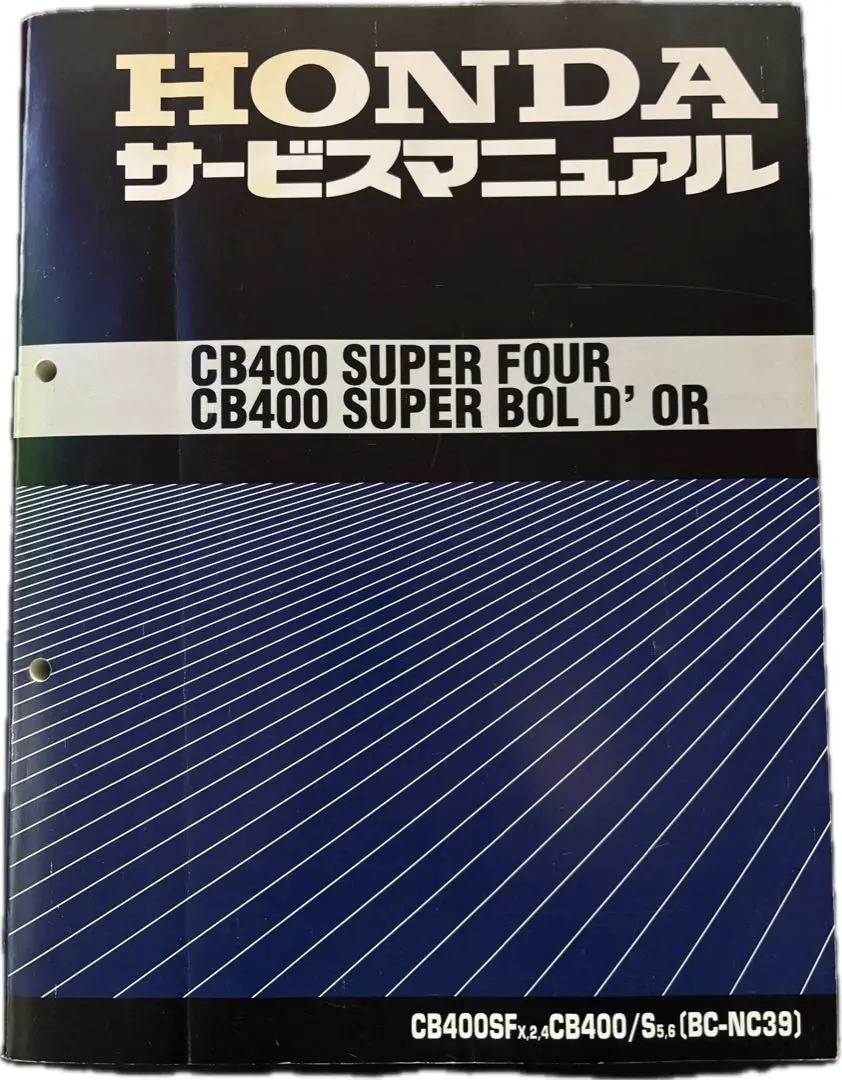 HONDA
サービスマニュアル
CB400 SUPER FOUR
CB400 SUPER BOL D' OR
CB400SFX,2,4CB400/S5,6(BC-NC39)